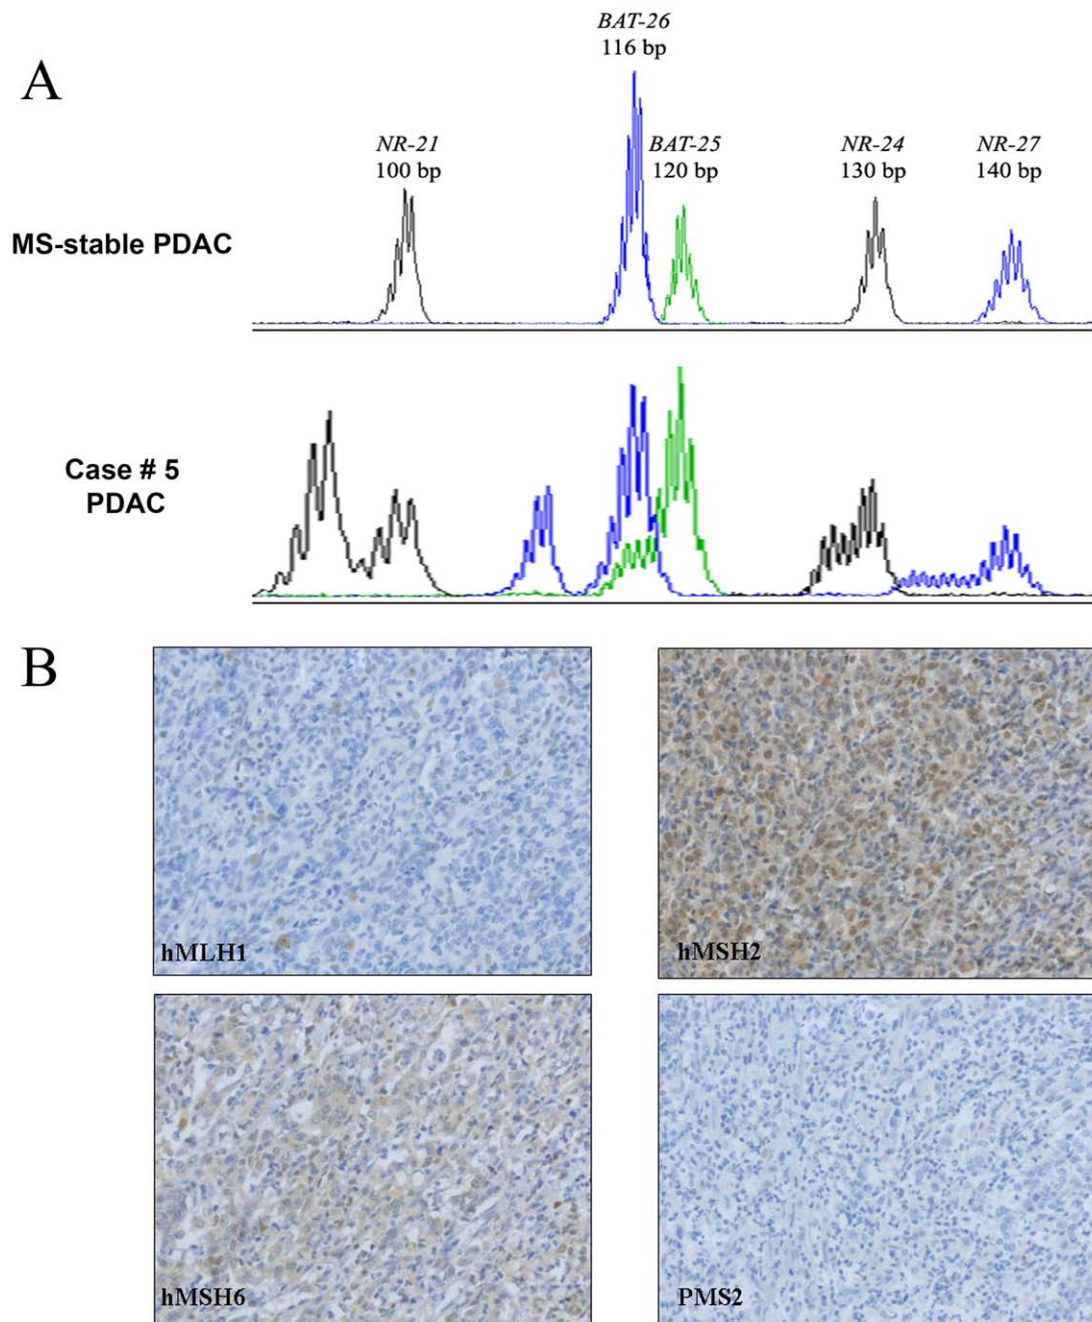 A
BAT-26
116 bp
NR-21
100 bp
BAT-25
120 bp
NR-24
130 bp
NR-27
140 bp
MS-stable PDAC
Case # 5
PDAC
B
hMLH1
hMSH2
hMSH6
PMS2